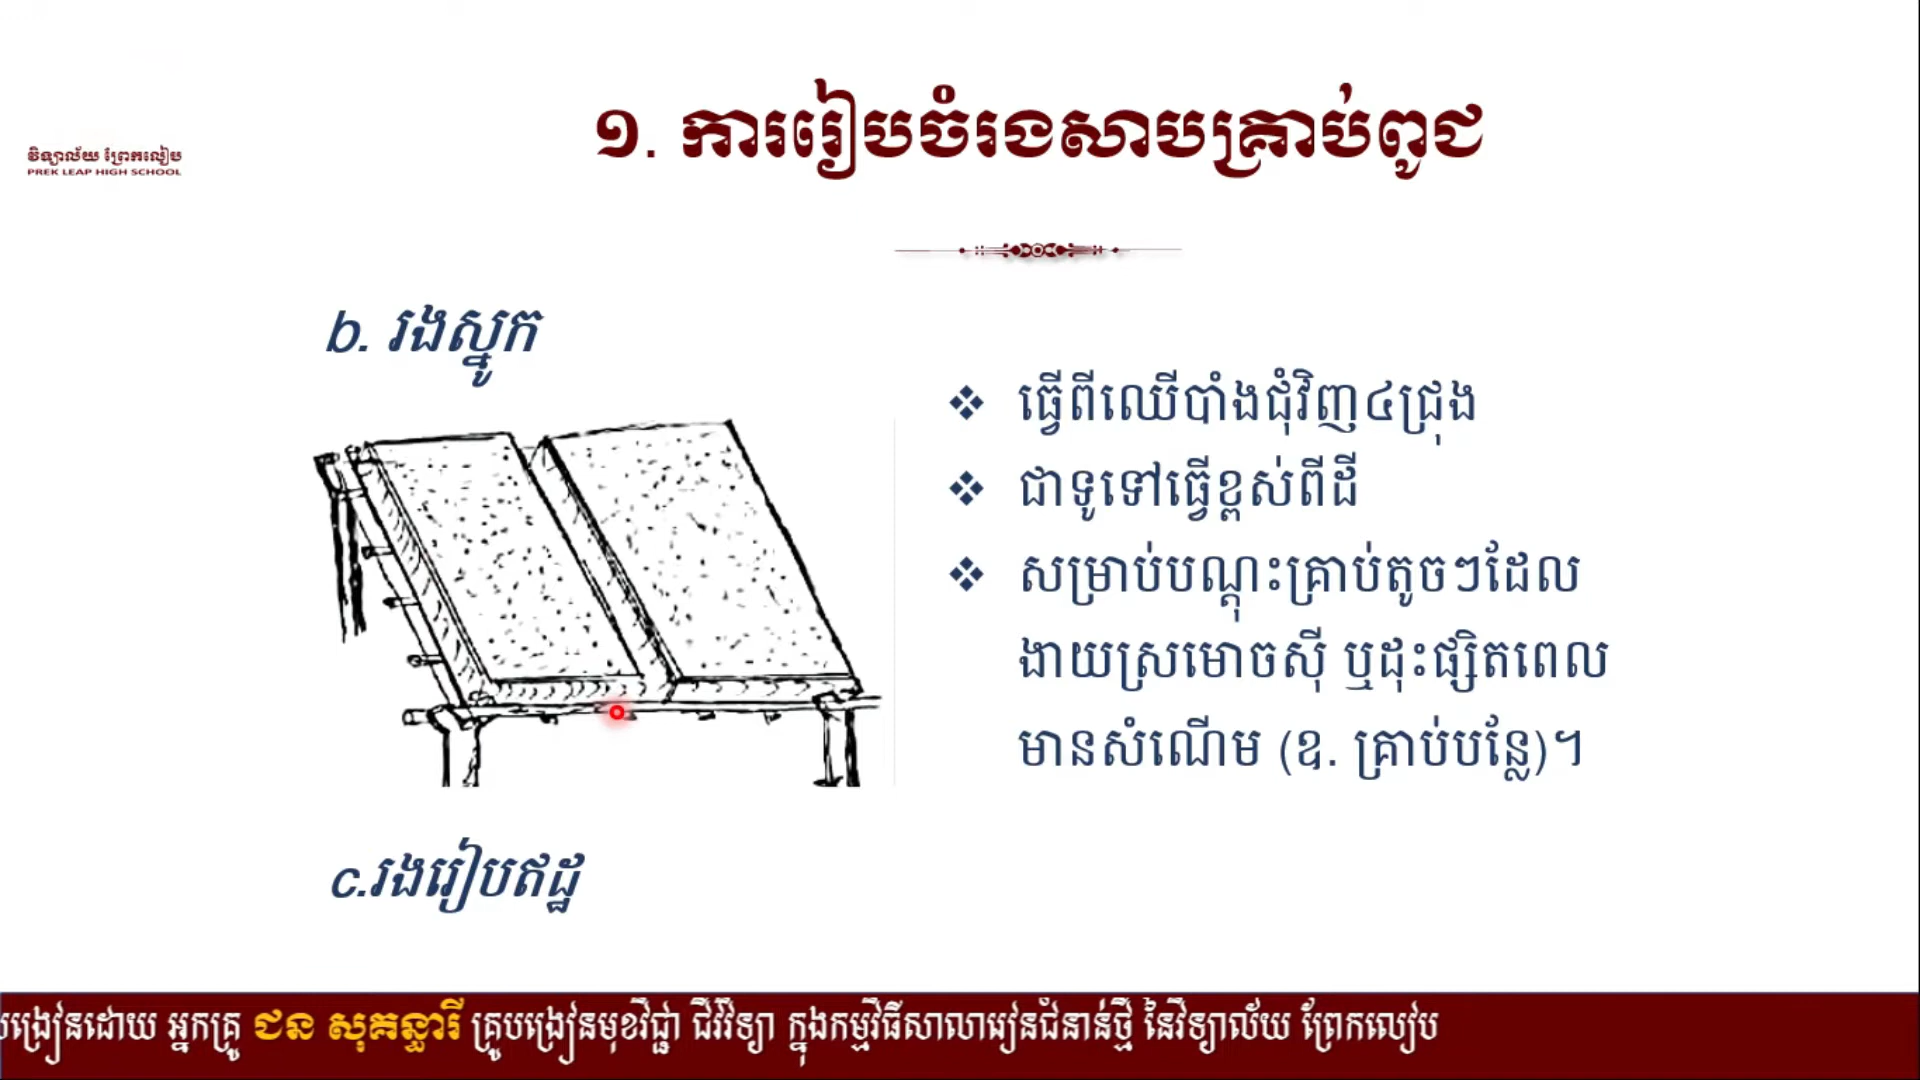 ១. ការរៀបចំរងសាបគ្រាប់ពូជ
វិទ្យាល័យ ព្រែកលៀប
PREK LEAP HIGH SCHOOL
b. រងស្នូក
❖ ធ្វើពីឈើបាំងជុំវិញ៤ជ្រុង
❖ ជាទូទៅធ្វើខ្ពស់ពីដី
❖ សម្រាប់បណ្តុះគ្រាប់តូចៗដែល
ងាយស្រមោចស៊ី ឬដុះផ្សិតពេល
មានសំណើម (ឧ. គ្រាប់បន្លែ)។
c.រងរៀបឥដ្ឋ
បង្រៀនដោយ អ្នកគ្រូ ជន សុគន្ធារី គ្រូបង្រៀនមុខវិជ្ជា ជីវវិទ្យា ក្នុងកម្មវិធីសាលារៀនជំនាន់ថ្មី នៃវិទ្យាល័យ ព្រែកលៀប